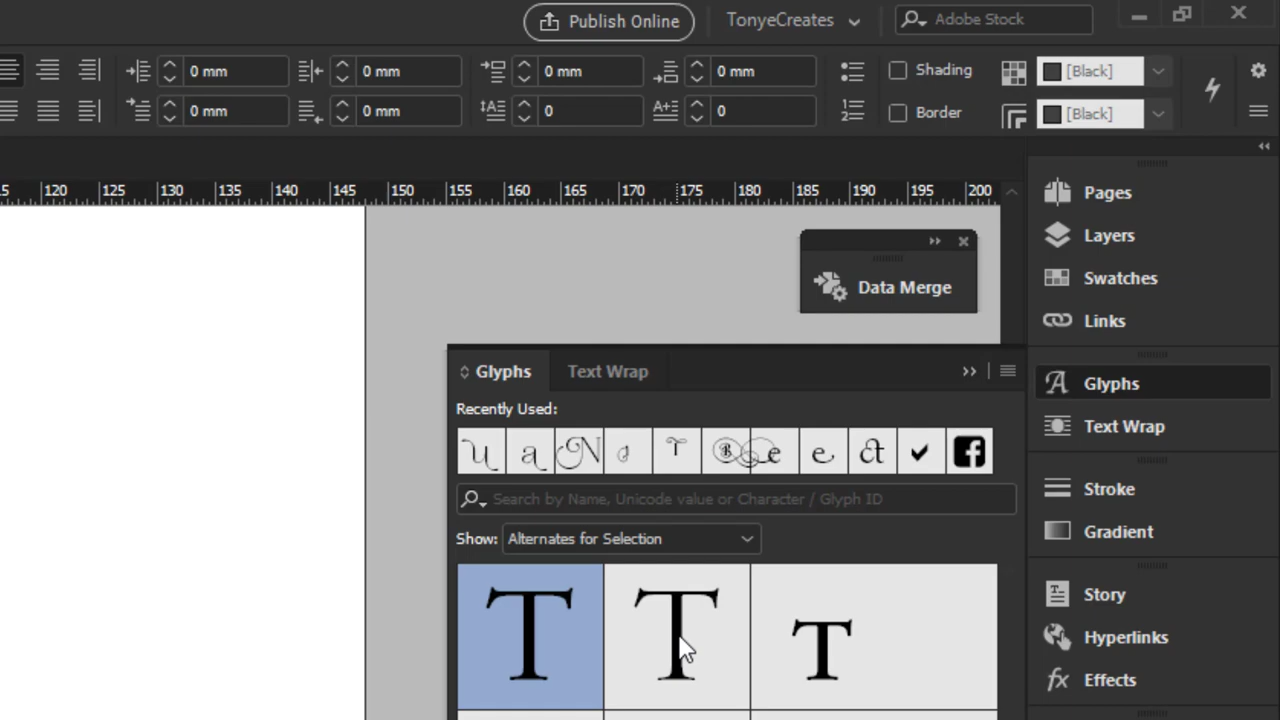 Publish Online TonyeCreates Adobe Stock
0 mm 0 mm 0 mm 0 mm Shading [Black]
0 mm 0 mm 0 0 Border [Black]
120 125 130 135 140 145 150 155 160 165 170 175 180 185 190 195 200
Pages
Layers
Data Merge
Swatches
Links
Glyphs Text Wrap
Glyphs
Recently Used:
Text Wrap
U a N T B e e ct
Search by Name, Unicode value or Character / Glyph ID
Stroke
Show: Alternates for Selection
Gradient
T T T
Story
Hyperlinks
fx Effects